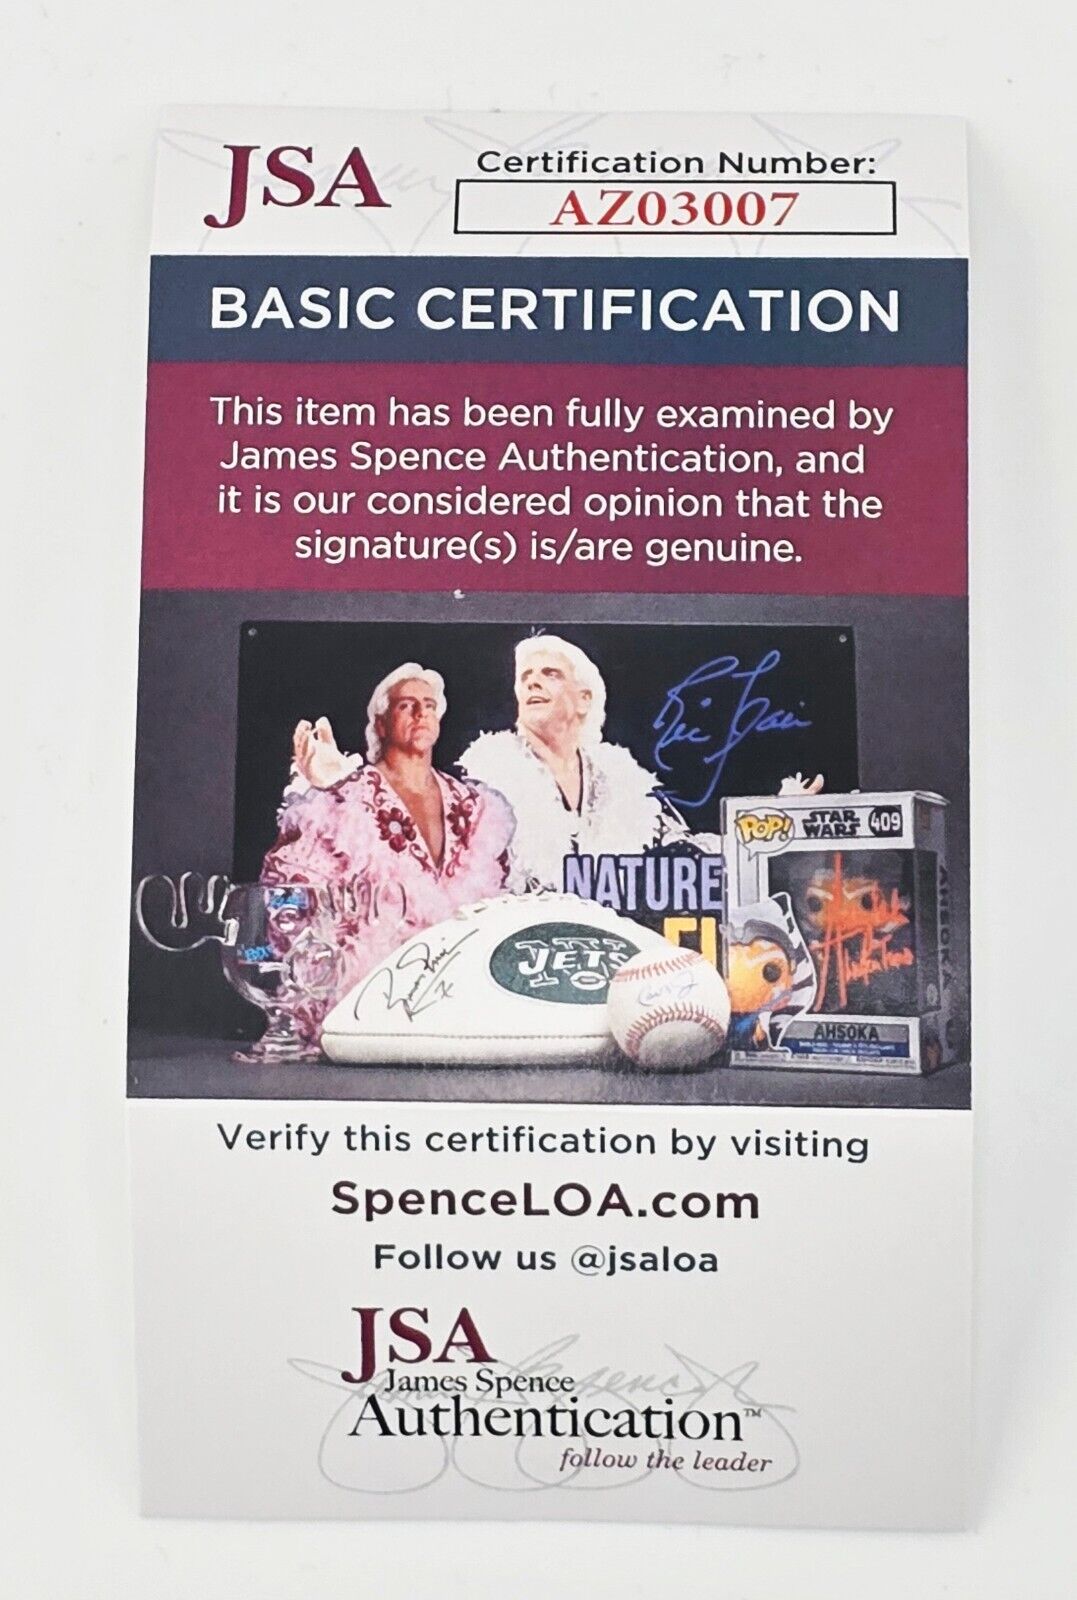 JSA
Certification Number:
AZ03007
BASIC CERTIFICATION
This item has been fully examined by
James Spence Authentication, and
it is our considered opinion that the
signature(s) is/are genuine.
Ric Flair
POP!
STAR
WARS
409
NATURE
JETS
AHSOKA
Verify this certification by visiting
SpenceLOA.com
Follow us @jsaloa
JSA
James Spence
Authentication™
follow the leader